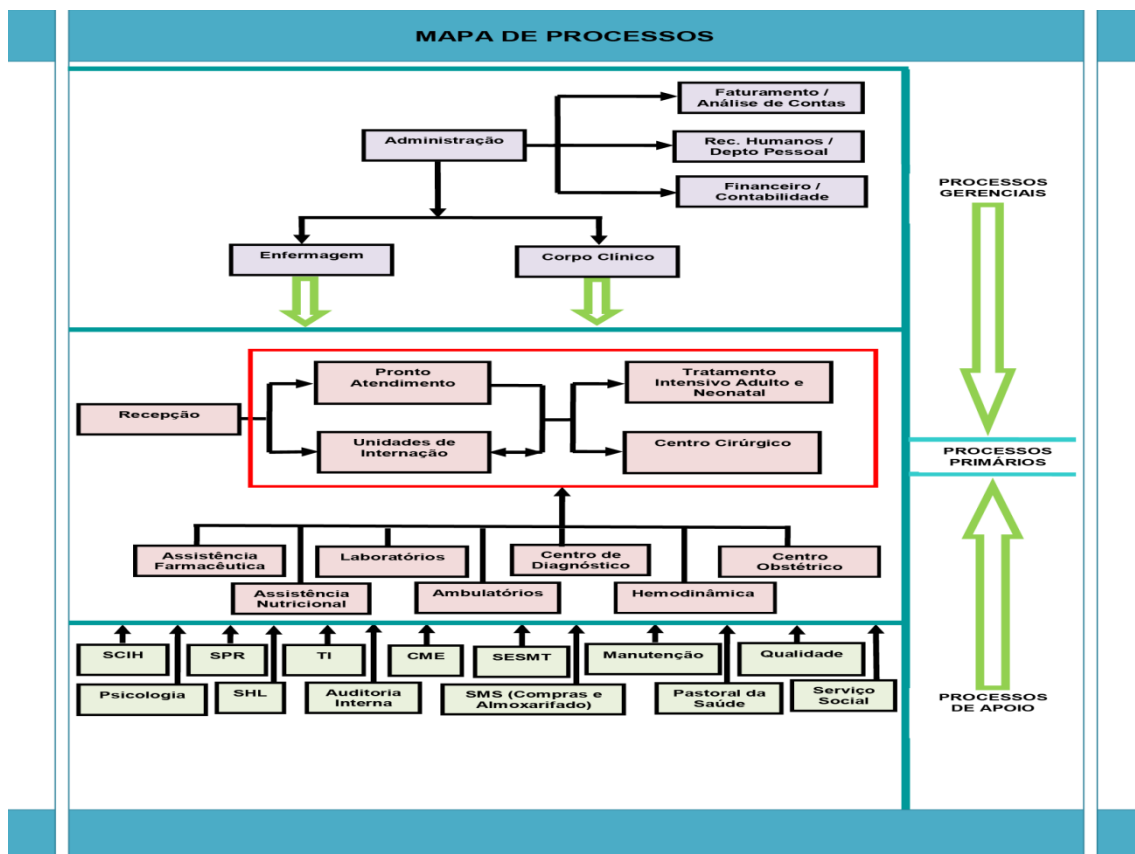 MAPA DE PROCESSOS
Faturamento /
Análise de Contas
Administração
Rec. Humanos /
Depto Pessoal
Financeiro /
Contabilidade
PROCESSOS
GERENCIAIS
Enfermagem
Corpo Clínico
Pronto
Atendimento
Tratamento
Intensivo Adulto e
Neonatal
Recepção
Unidades de
Internação
Centro Cirúrgico
PROCESSOS
PRIMÁRIOS
Assistência
Farmacêutica
Laboratórios
Centro de
Diagnóstico
Centro
Obstétrico
Assistência
Nutricional
Ambulatórios
Hemodinâmica
SCIH
SPR
TI
CME
SESMT
Manutenção
Qualidade
Psicologia
SHL
Auditoria
Interna
SMS (Compras e
Almoxarifado)
Pastoral da
Saúde
Serviço
Social
PROCESSOS
DE APOIO